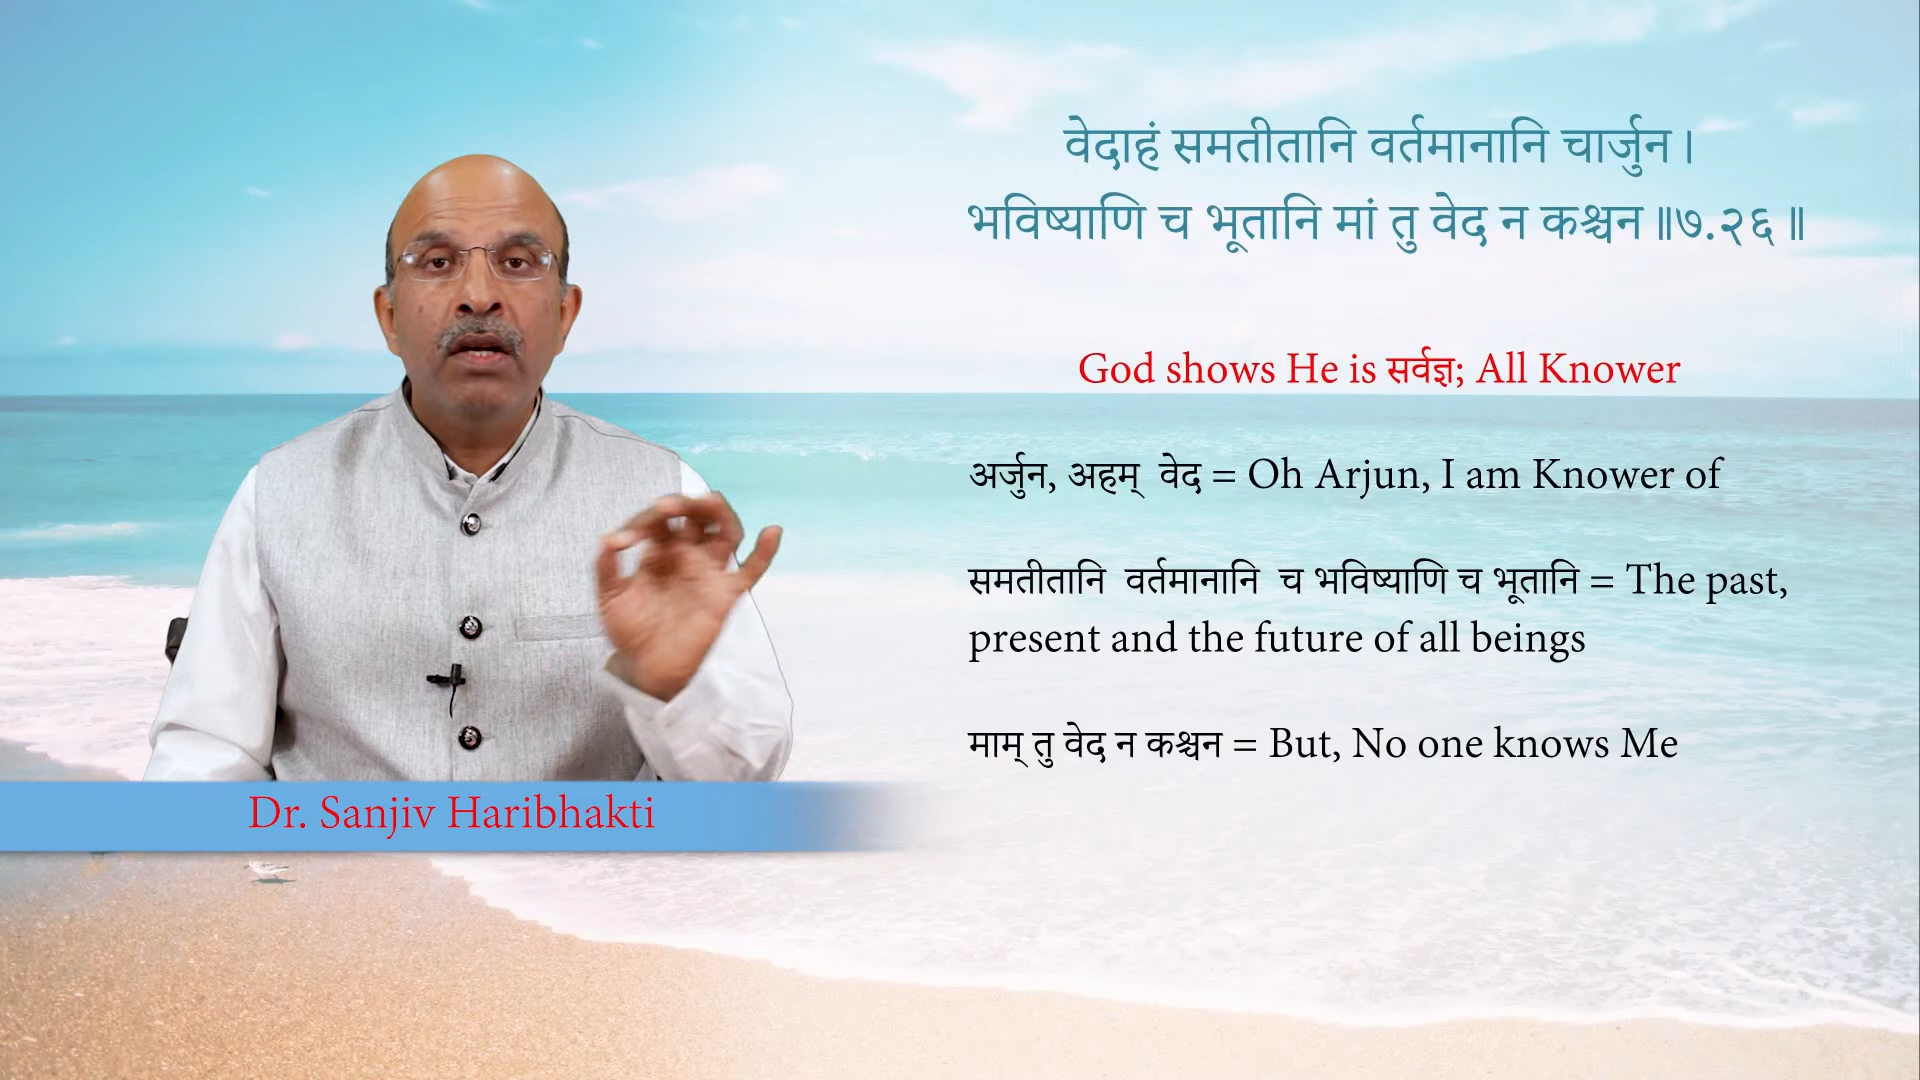 वेदाहं समतीतानि वर्तमानानि चार्जुन।
भविष्याणि च भूतानि मां तु वेद न कश्चन॥७.२६॥
God shows He is सर्वज्ञ; All Knower
अर्जुन, अहम् वेद = Oh Arjun, I am Knower of
समतीतानि वर्तमानानि च भविष्याणि च भूतानि = The past,
present and the future of all beings
माम् तु वेद न कश्चन = But, No one knows Me
Dr. Sanjiv Haribhakti